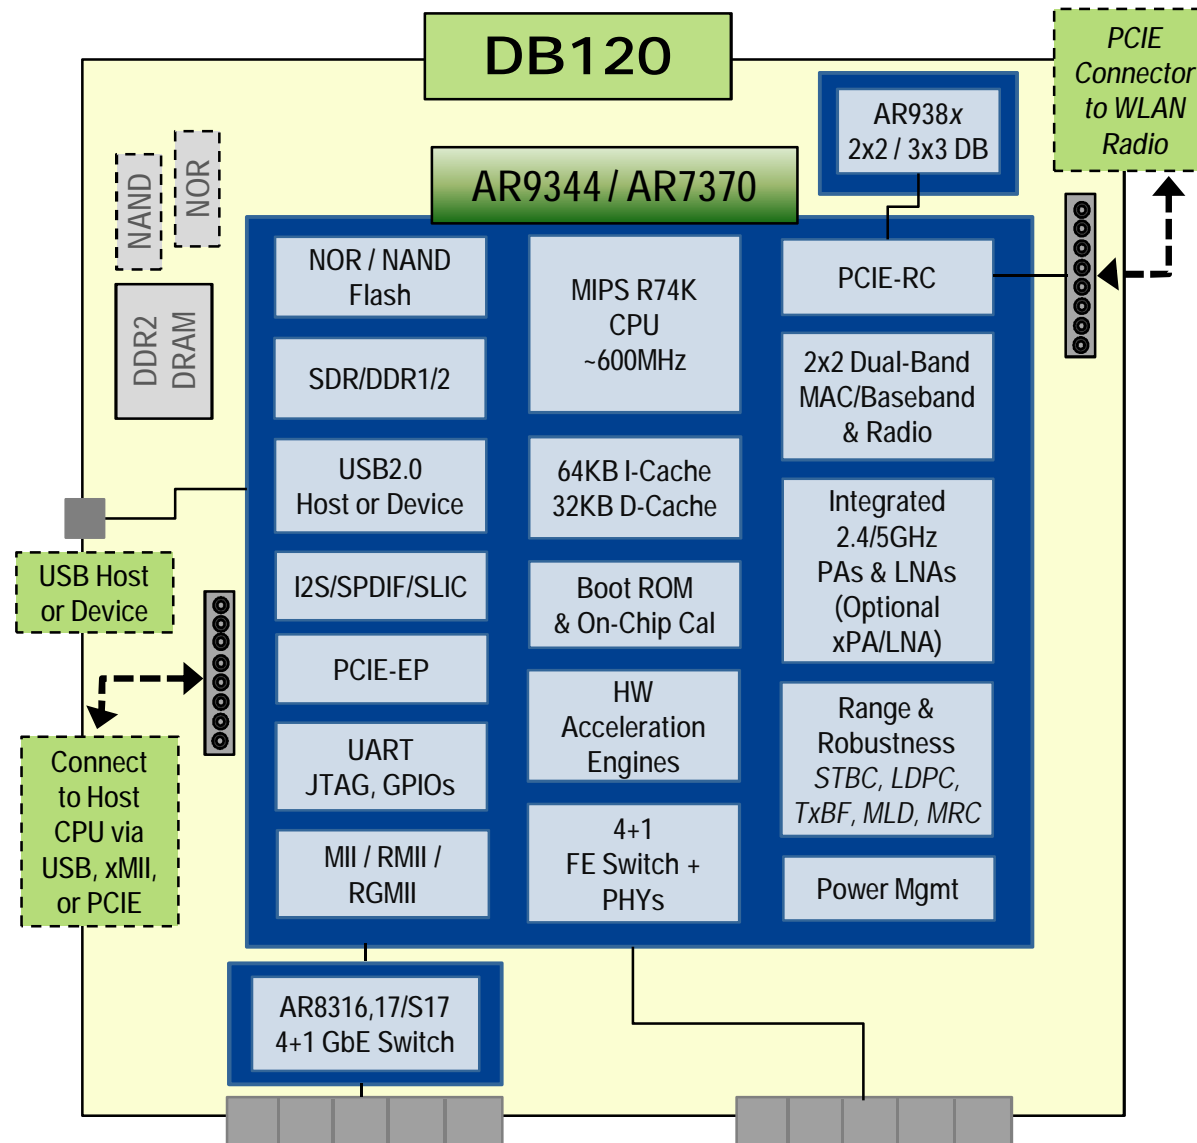 DB120
PCIE
Connector
to WLAN
Radio
AR938x
2x2 / 3x3 DB
NOR
NAND
AR9344 / AR7370
DDR2
DRAM
NOR / NAND
Flash
SDR/DDR1/2
USB2.0
Host or Device
I2S/SPDIF/SLIC
PCIE-EP
UART
JTAG, GPIOs
MII / RMII /
RGMII
MIPS R74K
CPU
~600MHz
64KB I-Cache
32KB D-Cache
Boot ROM
& On-Chip Cal
HW
Acceleration
Engines
4+1
FE Switch +
PHYs
PCIE-RC
2x2 Dual-Band
MAC/Baseband
& Radio
Integrated
2.4/5GHz
PAs & LNAs
(Optional
xPA/LNA)
Range &
Robustness
STBC, LDPC,
TxBF, MLD, MRC
Power Mgmt
USB Host
or Device
Connect
to Host
CPU via
USB, xMII,
or PCIE
AR8316,17/S17
4+1 GbE Switch